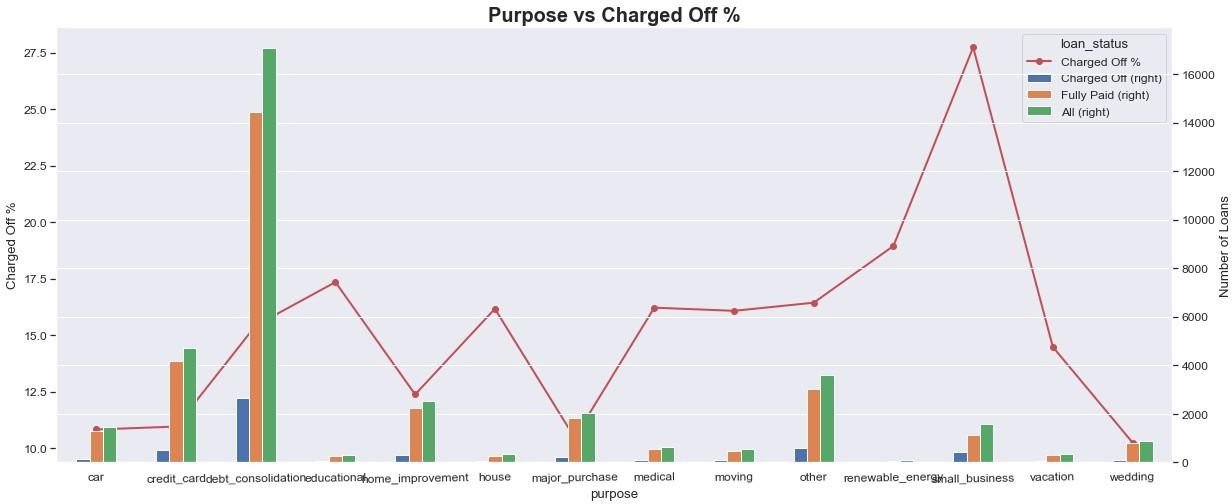 Purpose vs Charged Off %
loan_status
Charged Off %
Charged Off (right)
Fully Paid (right)
All (right)
27.5
25.0
22.5
20.0
17.5
15.0
12.5
10.0
Charged Off %
16000
14000
12000
10000
8000
6000
4000
2000
0
Number of Loans
car
credit_card
debt_consolidation
educational
home_improvement
house
major_purchase
medical
moving
other
renewable_energy
small_business
vacation
wedding
purpose